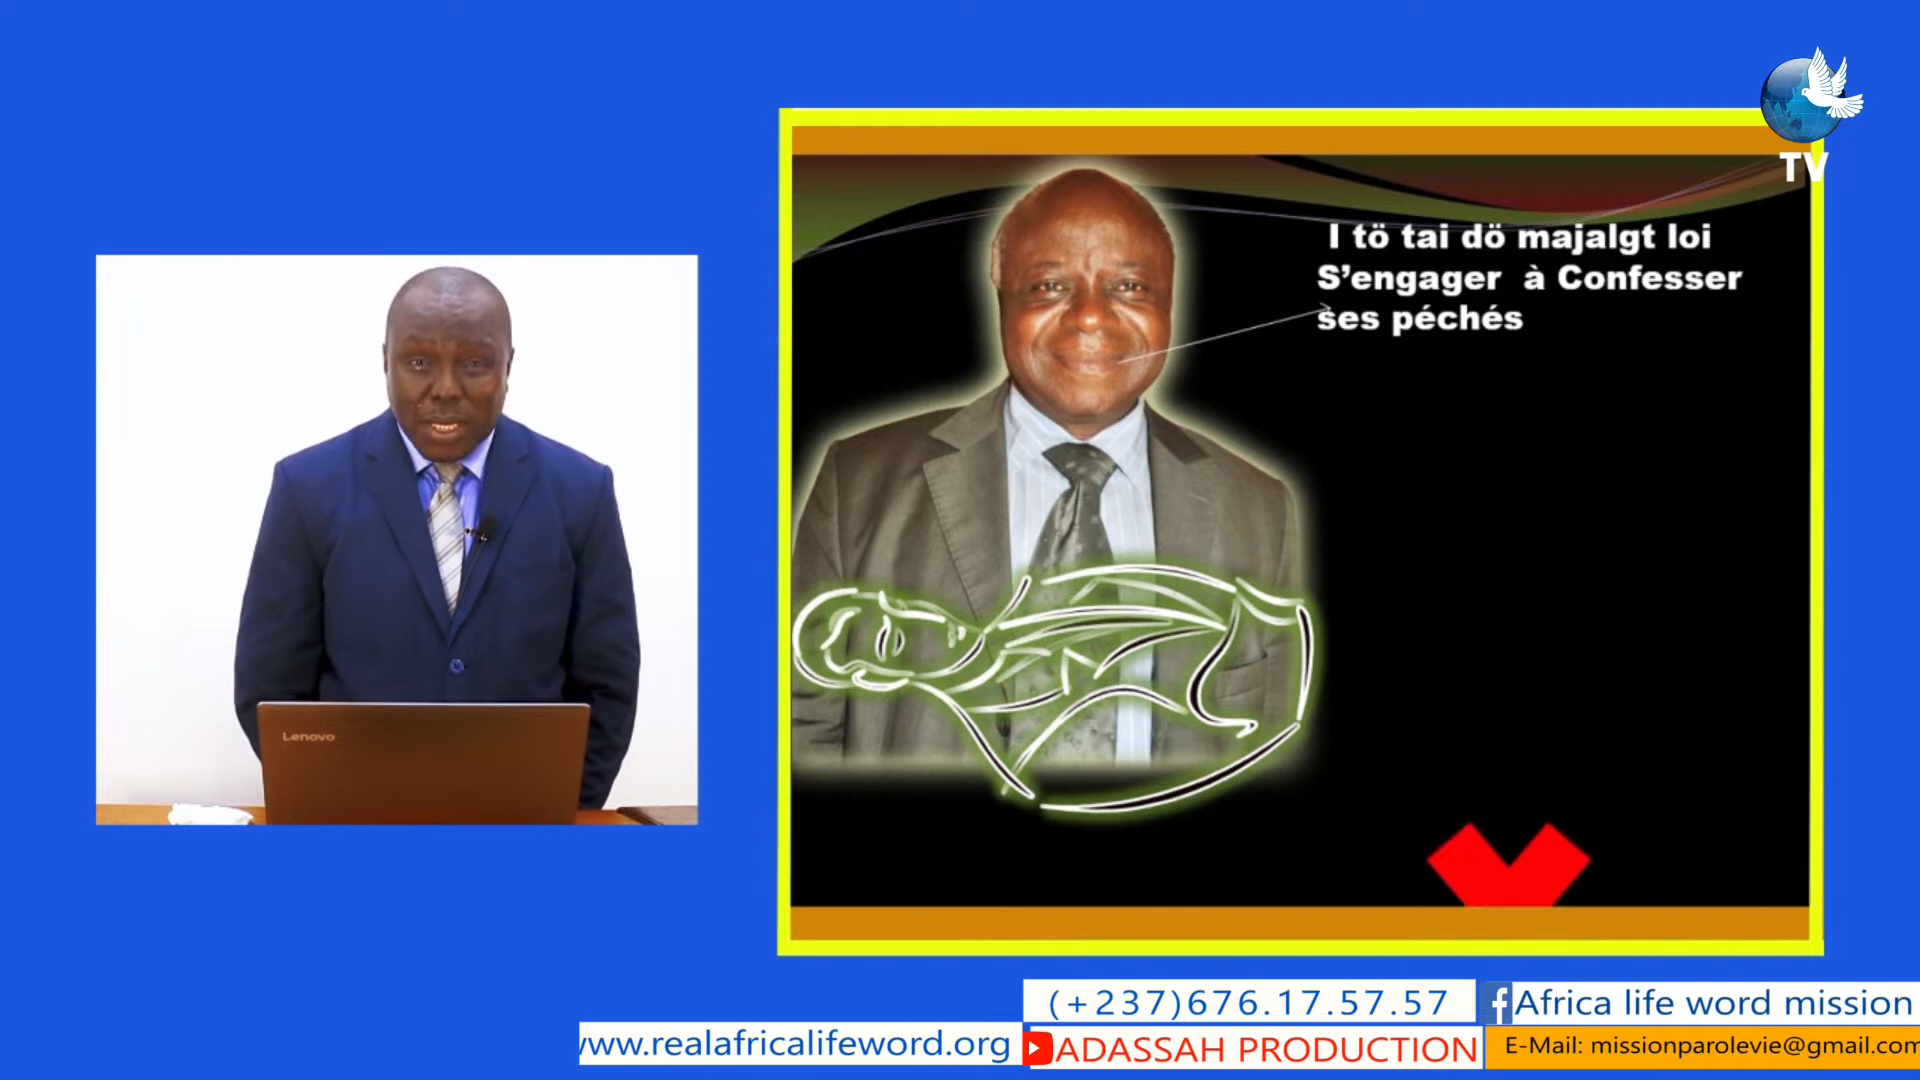 TV
I tö tai dö majalgt loi
S’engager à Confesser
ses péchés
Lenovo
(+237)676.17.57.57
Africa life word mission
www.realafricalifeword.org
ADASSAH PRODUCTION
E-Mail: missionparolevie@gmail.com